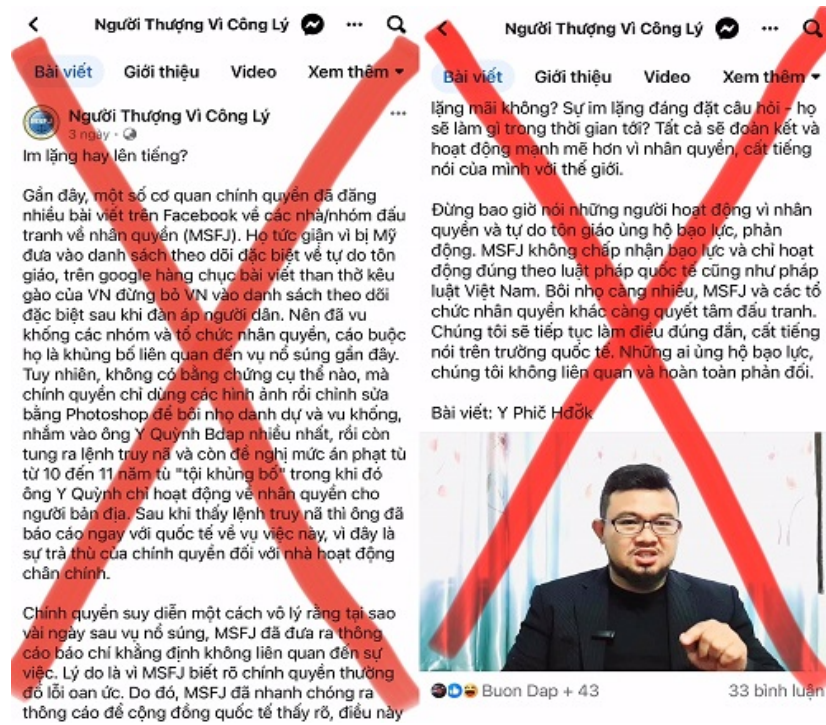 Người Thượng Vì Công Lý
Bài viết Giới thiệu Video Xem thêm
Người Thượng Vì Công Lý
3 ngày
Im lặng hay lên tiếng?
Gần đây, một số cơ quan chính quyền đã đăng
nhiều bài viết trên Facebook về các nhà/nhóm đấu
tranh về nhân quyền (MSFJ). Họ tức giận vì bị Mỹ
đưa vào danh sách theo dõi đặc biệt về tự do tôn
giáo, trên google hàng chục bài viết than thở kêu
gào của VN đừng bỏ VN vào danh sách theo dõi
đặc biệt sau khi đàn áp người dân. Nên đã vu
khống các nhóm và tổ chức nhân quyền, cáo buộc
họ là khủng bố liên quan đến vụ nổ súng gần đây.
Tuy nhiên, không có bằng chứng cụ thể nào, mà
chính quyền chỉ dùng các hình ảnh rồi chỉnh sửa
bằng Photoshop để bôi nhọ danh dự và vu khống,
nhắm vào ông Y Quỳnh Bdap nhiều nhất, rồi còn
tung ra lệnh truy nã và còn đề nghị mức án phạt tù
từ 10 đến 11 năm tù "tội khủng bố" trong khi đó
ông Y Quỳnh chỉ hoạt động về nhân quyền cho
người bản địa. Sau khi thấy lệnh truy nã thì ông đã
báo cáo ngay với quốc tế về vụ việc này, vì đây là
sự trả thù của chính quyền đối với nhà hoạt động
chân chính.
Chính quyền suy diễn một cách vô lý rằng tại sao
vài ngày sau vụ nổ súng, MSFJ đã đưa ra thông
cáo báo chí khẳng định không liên quan đến sự
việc. Lý do là vì MSFJ biết rõ chính quyền thường
đổ lỗi oan ức. Do đó, MSFJ đã nhanh chóng ra
thông cáo để cộng đồng quốc tế thấy rõ, điều này
Người Thượng Vì Công Lý
Bài viết Giới thiệu Video Xem thêm
lặng mãi không? Sự im lặng đáng đặt câu hỏi - họ
sẽ làm gì trong thời gian tới? Tất cả sẽ đoàn kết và
hoạt động mạnh mẽ hơn vì nhân quyền, cất tiếng
nói của mình với thế giới.
Đừng bao giờ nói những người hoạt động vì nhân
quyền và tự do tôn giáo ủng hộ bạo lực, phản
động. MSFJ không chấp nhận bạo lực và chỉ hoạt
động đúng theo luật pháp quốc tế cũng như pháp
luật Việt Nam. Bôi nhọ càng nhiều, MSFJ và các tổ
chức nhân quyền khác càng quyết tâm đấu tranh.
Chúng tôi sẽ tiếp tục làm điều đúng đắn, cất tiếng
nói trên trường quốc tế. Những ai ủng hộ bạo lực,
chúng tôi không liên quan và hoàn toàn phản đối.
Bài viết: Y Phič Hđŏk
Buon Dap + 43 33 bình luận